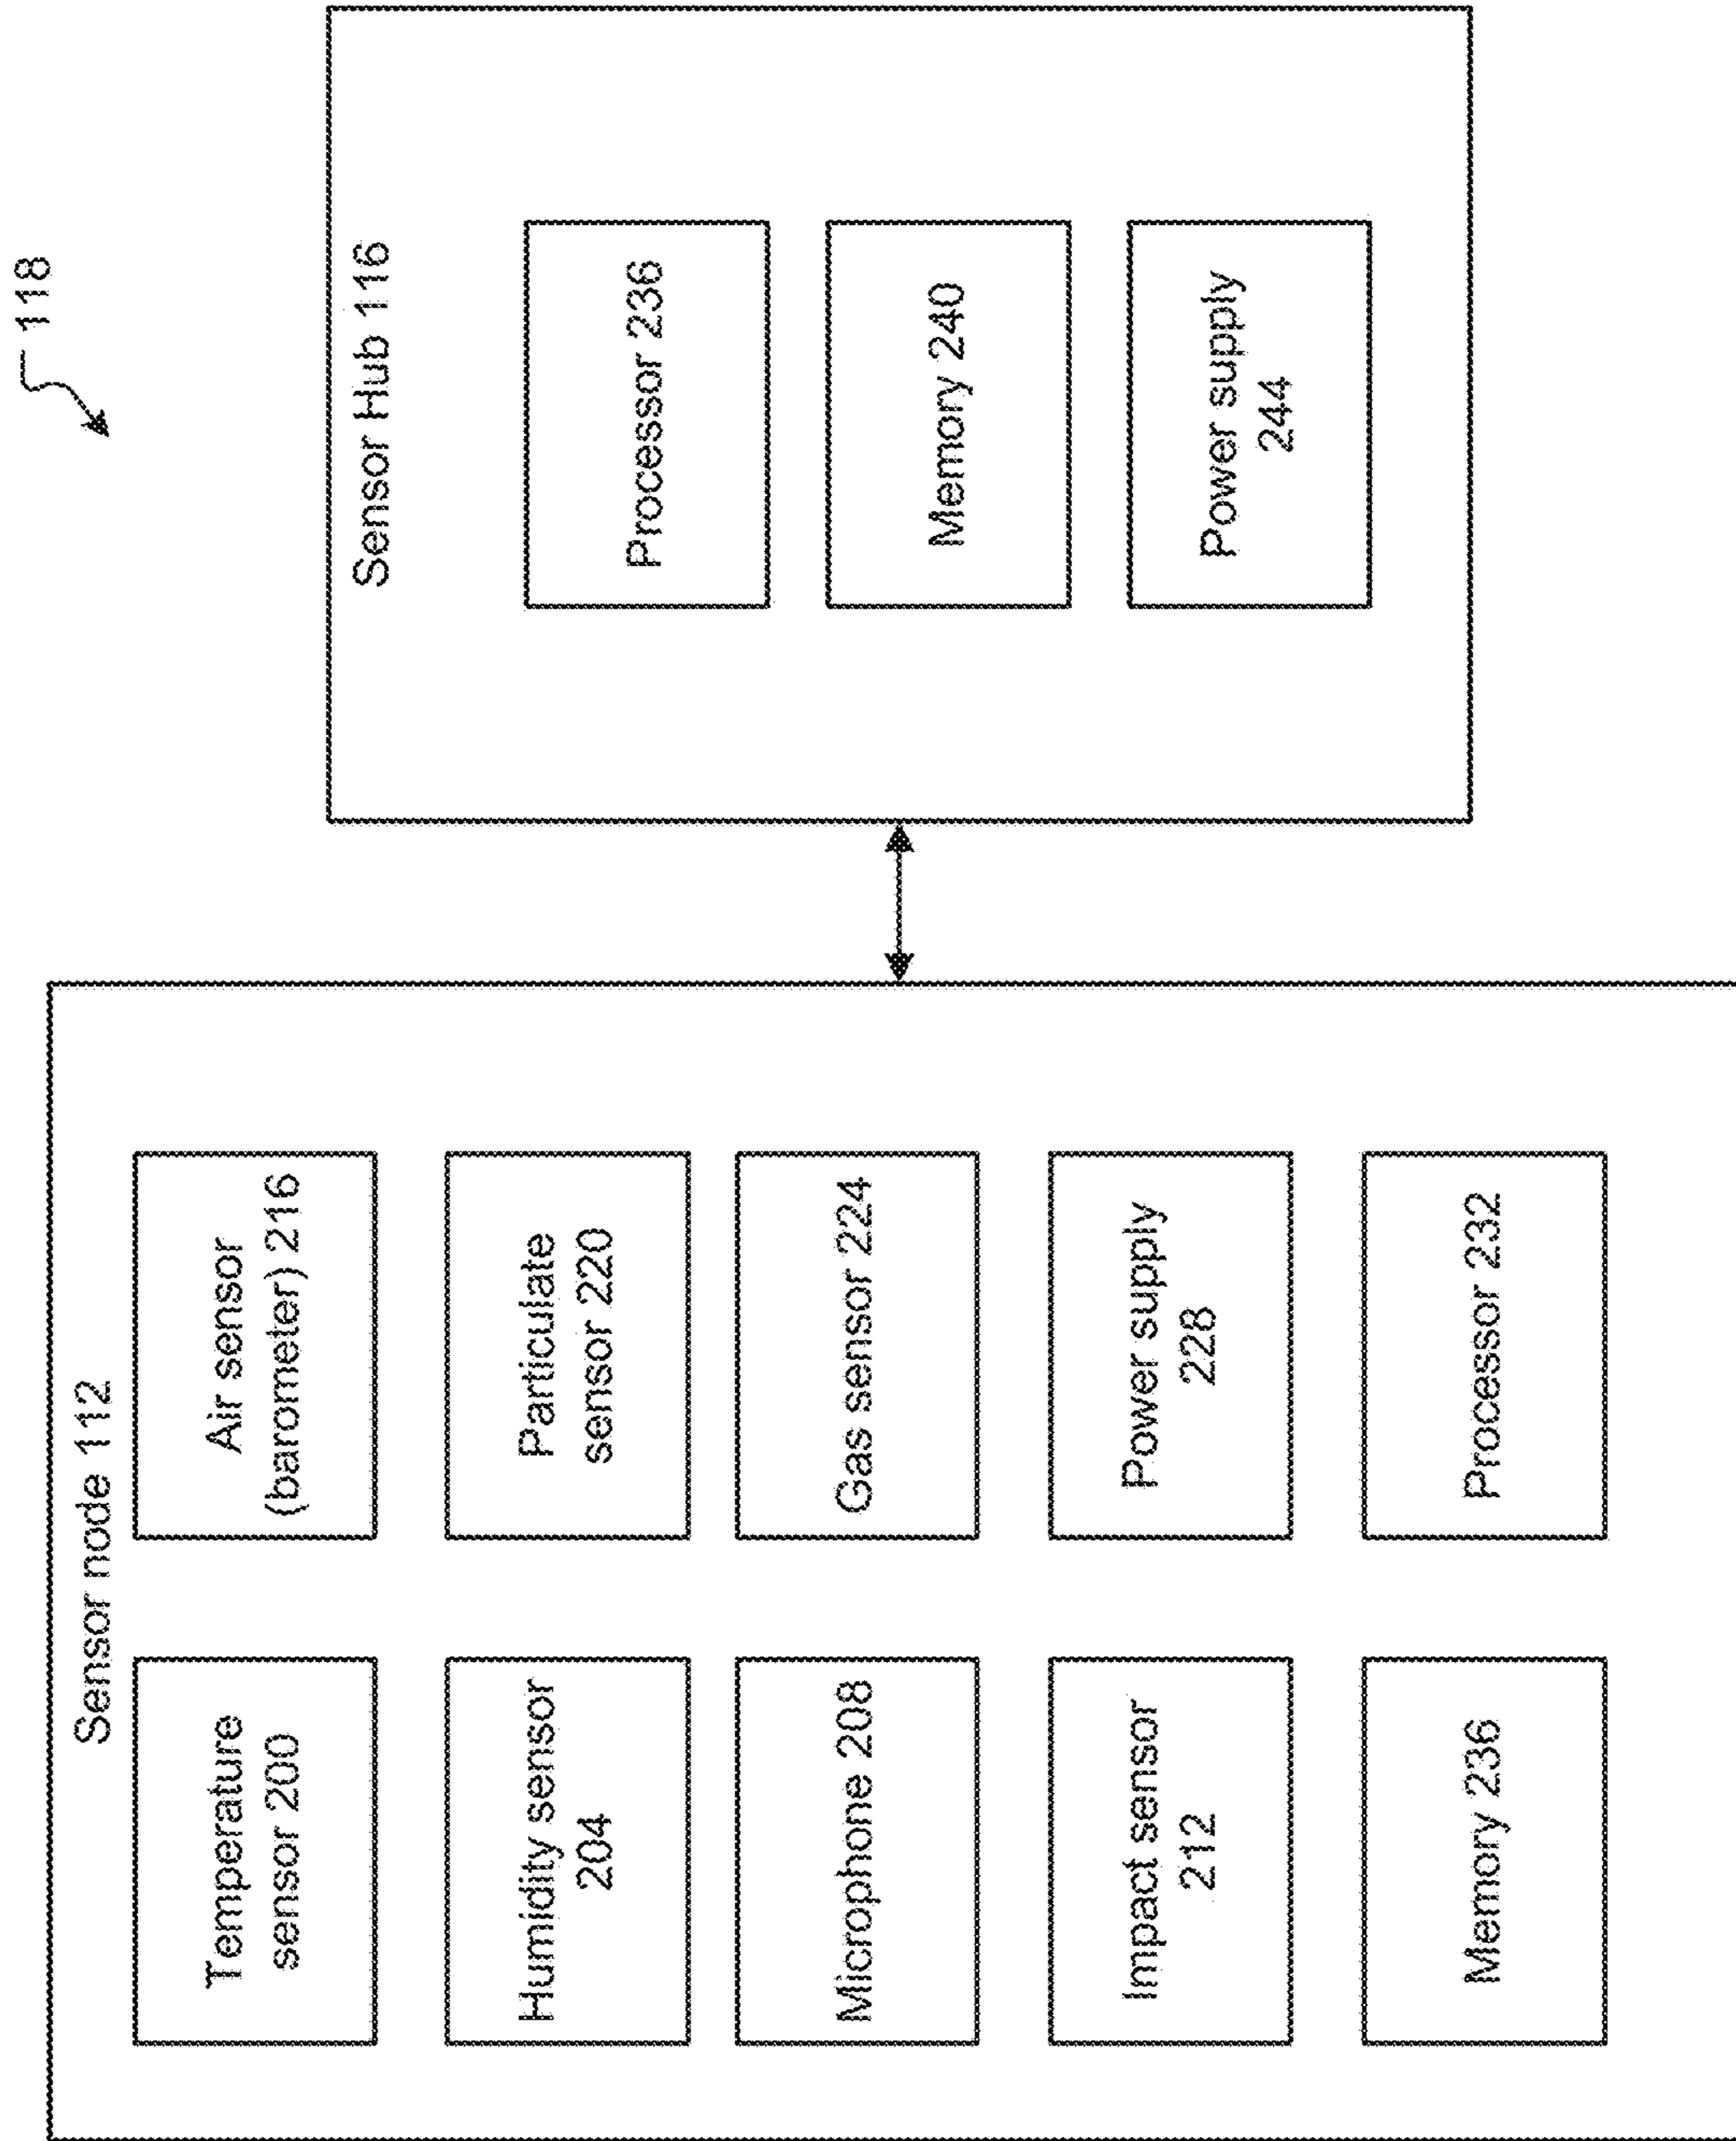 118
Sensor node 112
Temperature
sensor 200
Air sensor
(barometer) 216
Humidity sensor
204
Particulate
sensor 220
Microphone 208
Gas sensor 224
Impact sensor
212
Power supply
228
Memory 236
Processor 232
Sensor Hub 116
Processor 236
Memory 240
Power supply
244